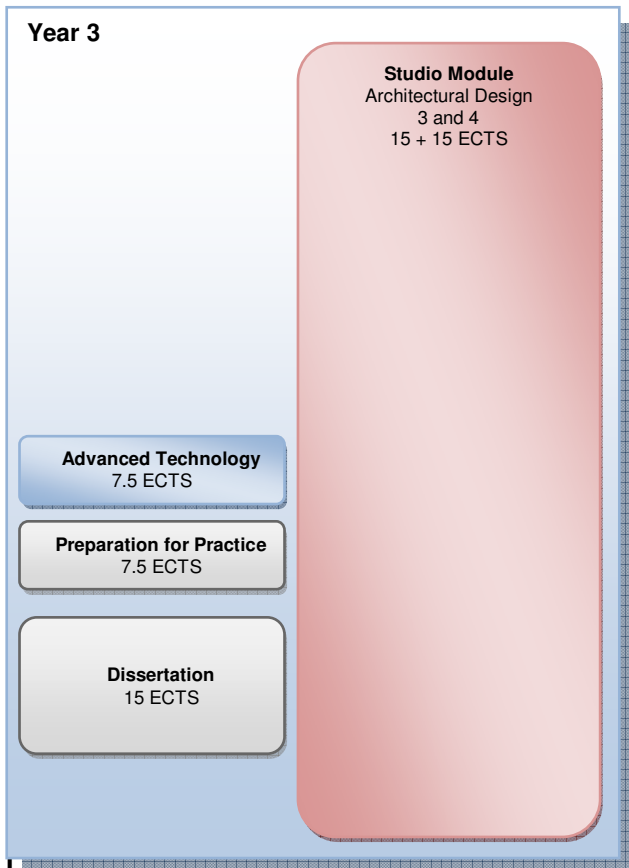 Year 3
Studio Module
Architectural Design
3 and 4
15 + 15 ECTS
Advanced Technology
7.5 ECTS
Preparation for Practice
7.5 ECTS
Dissertation
15 ECTS